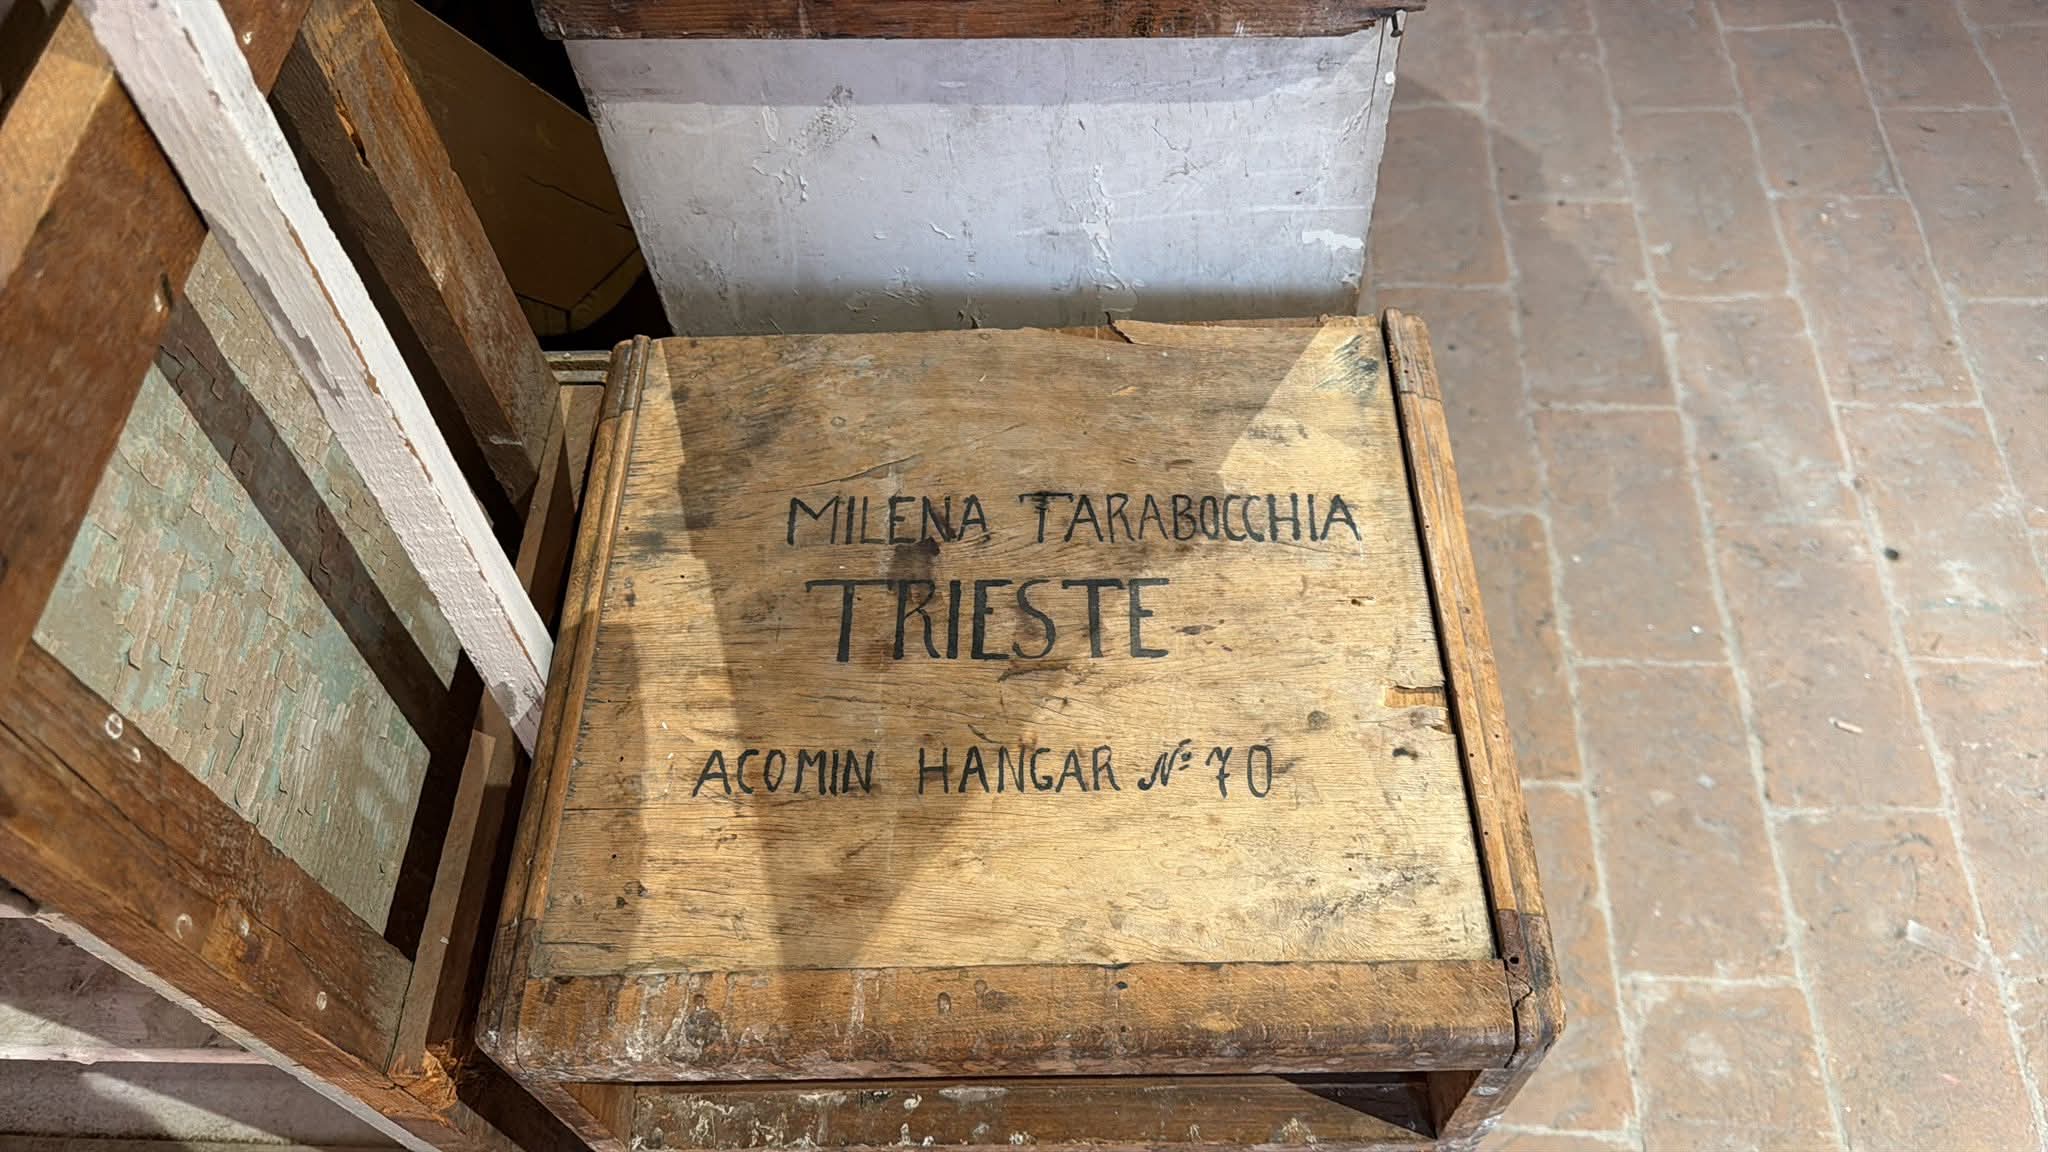 MILENA TARABOCCHIA
TRIESTE
ACOMIN HANGAR Nº 70